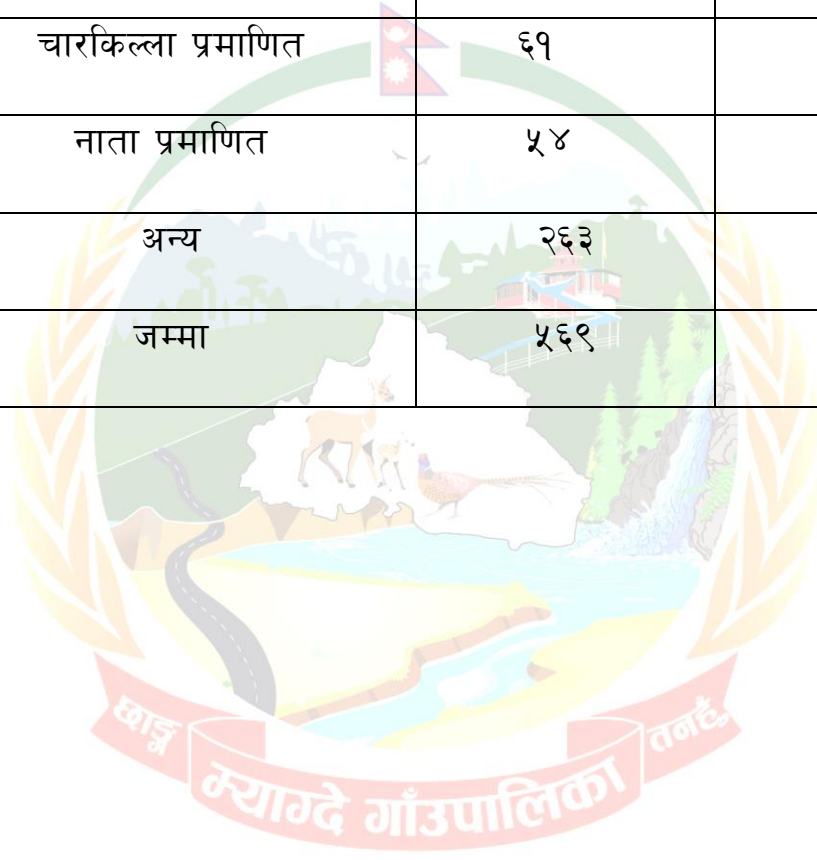 चारकिल्ला प्रमाणित ६१
नाता प्रमाणित ५४
अन्य २६३
जम्मा ५६९
छाङ्ग तनहुँ
म्याग्दे गाँउपालिका